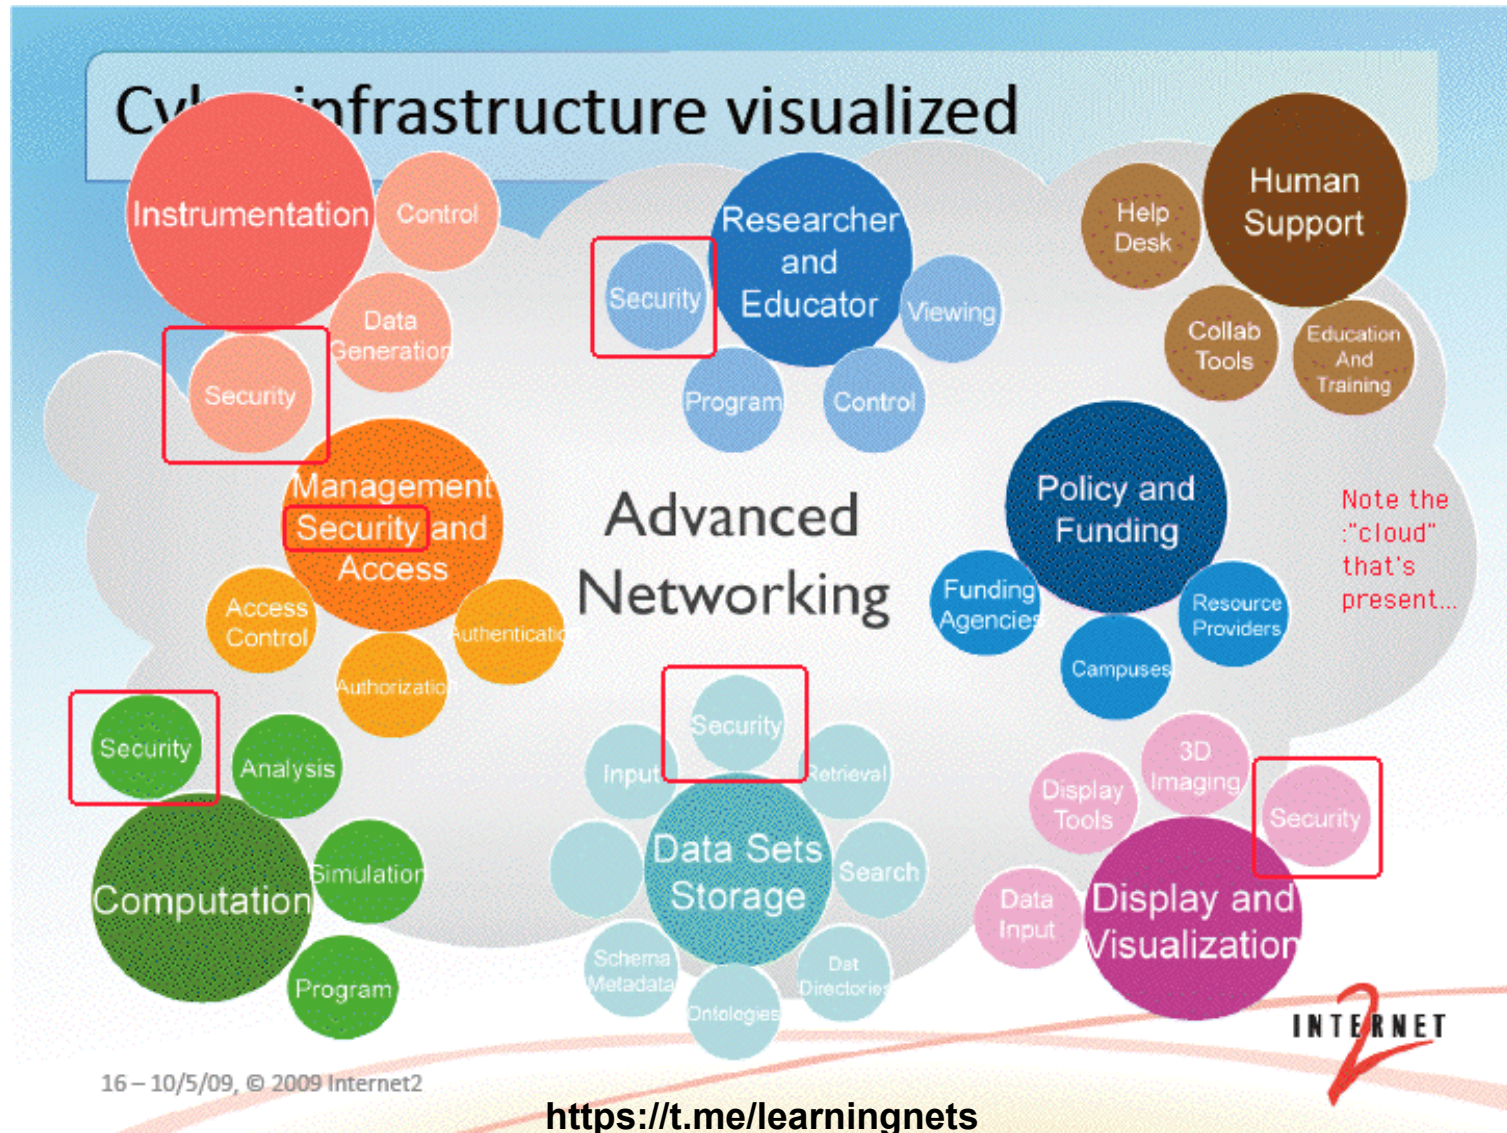 Cyberinfrastructure visualized
Instrumentation
Control
Data
Generation
Security
Researcher
and
Educator
Security
Viewing
Program
Control
Human
Support
Help
Desk
Collab
Tools
Education
And
Training
Management
Security and
Access
Access
Control
Authorization
Authentication
Advanced
Networking
Policy and
Funding
Funding
Agencies
Campuses
Resource
Providers
Note the
:"cloud"
that's
present...
Security
Analysis
Simulation
Computation
Program
Security
Input
Retrieval
Data Sets
Storage
Search
Schema
Metadata
Ontologies
Dat
Directories
3D
Imaging
Display
Tools
Security
Data
Input
Display and
Visualization
INTERNET
2
16 – 10/5/09, © 2009 Internet2
https://t.me/learningnets